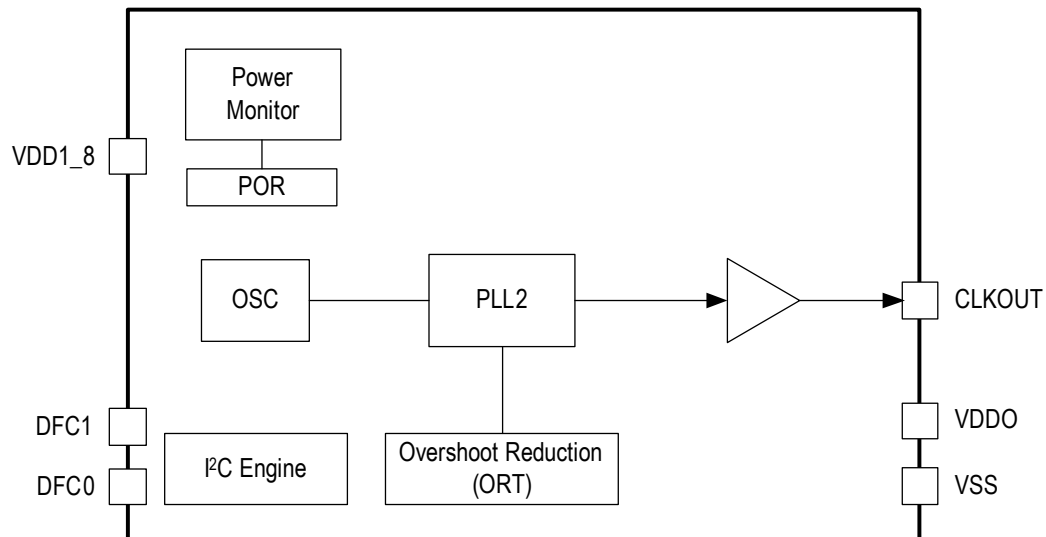 Power
Monitor
VDD1_8
POR
OSC
PLL2
CLKOUT
DFC1
VDDO
I²C Engine
Overshoot Reduction
(ORT)
DFC0
VSS